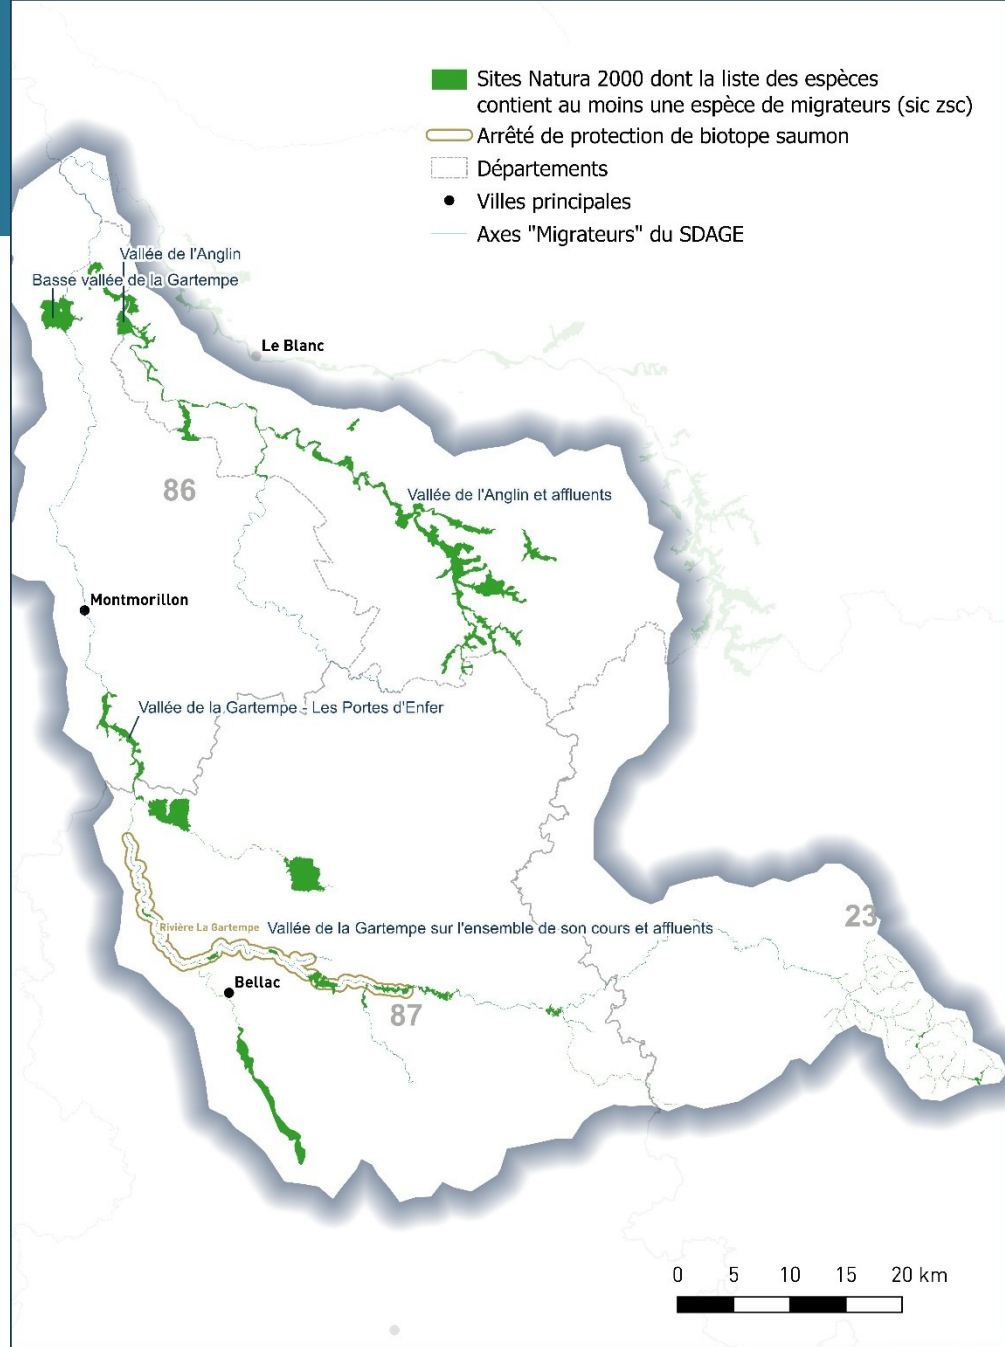 Sites Natura 2000 dont la liste des espèces
contient au moins une espèce de migrateurs (sic zsc)
Arrêté de protection de biotope saumon
Départements
Villes principales
Axes "Migrateurs" du SDAGE
Vallée de l'Anglin
Basse vallée de la Gartempe
Le Blanc
86
Vallée de l'Anglin et affluents
Montmorillon
Vallée de la Gartempe - Les Portes d'Enfer
23
Rivière La Gartempe
Vallée de la Gartempe sur l'ensemble de son cours et affluents
Bellac
87
0 5 10 15 20 km